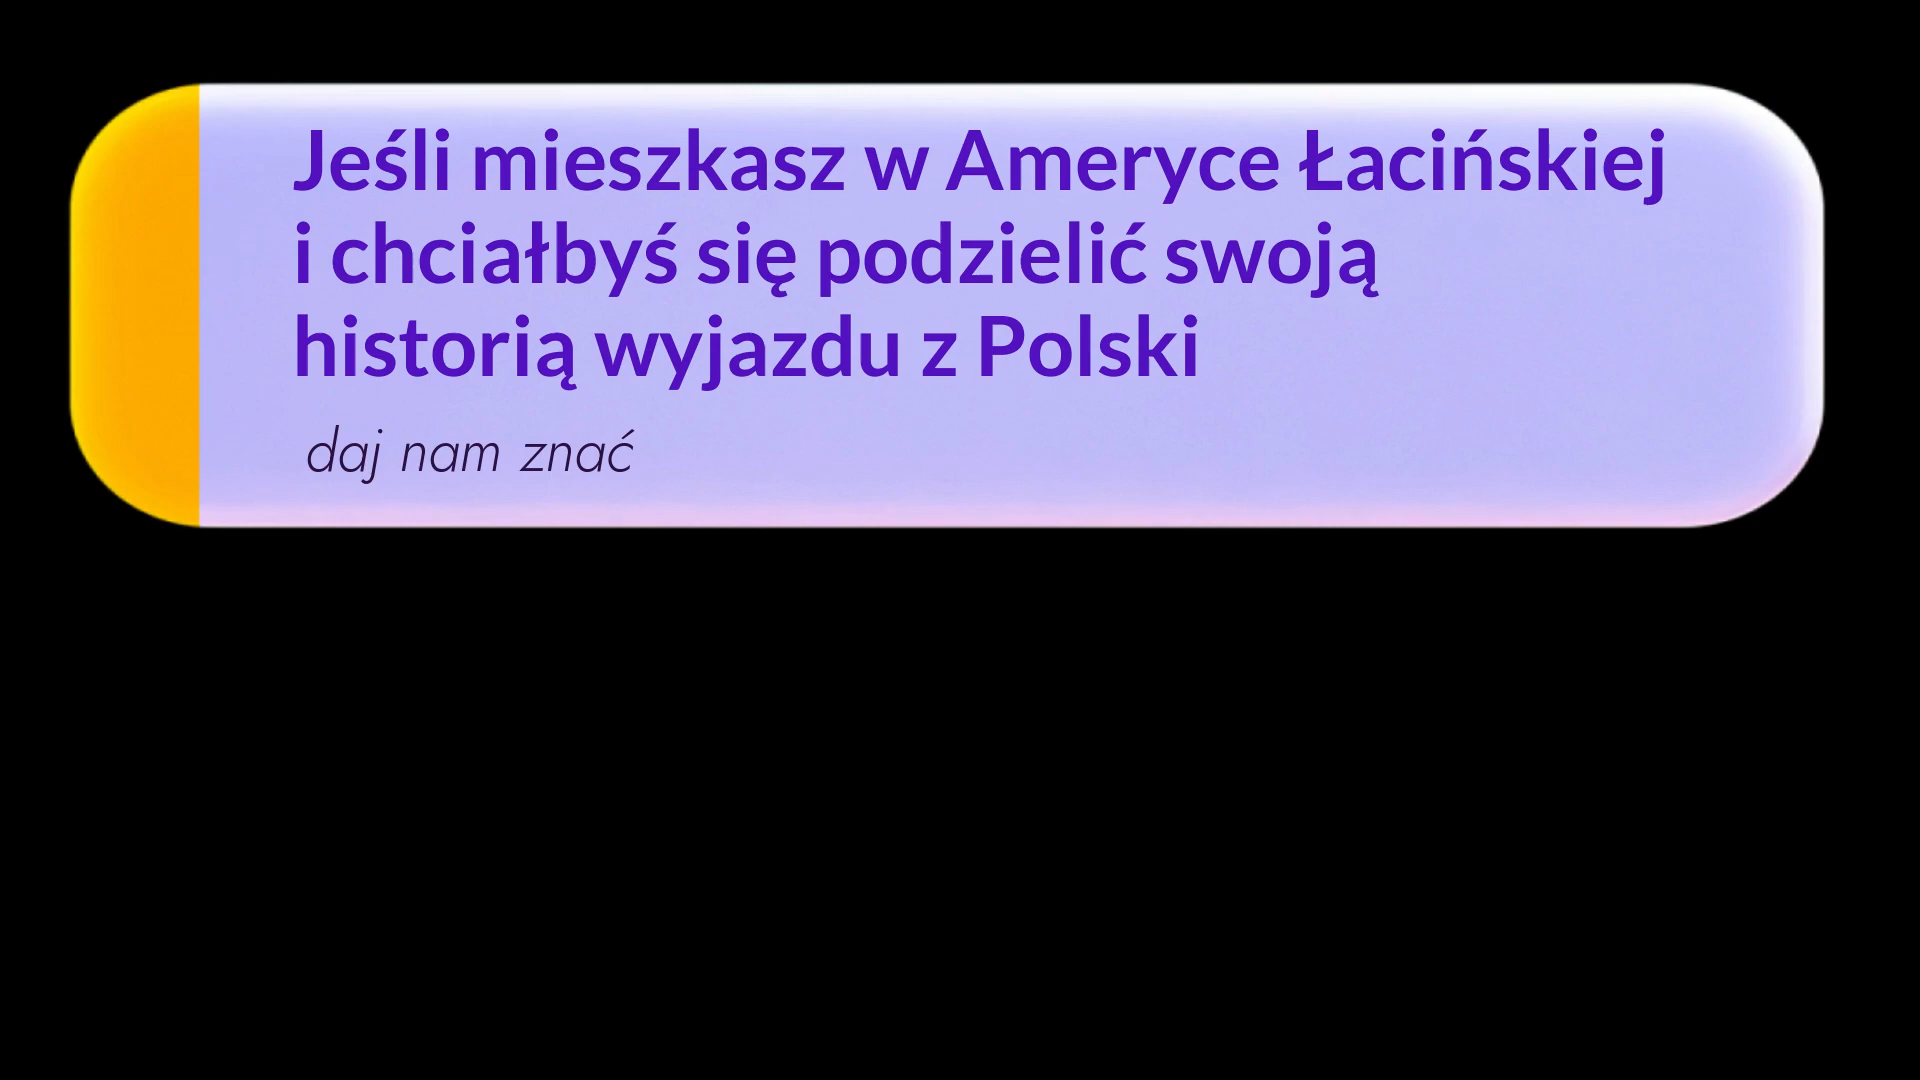 Jeśli mieszkasz w Ameryce Łacińskiej
i chciałbyś się podzielić swoją
historią wyjazdu z Polski
daj nam znać